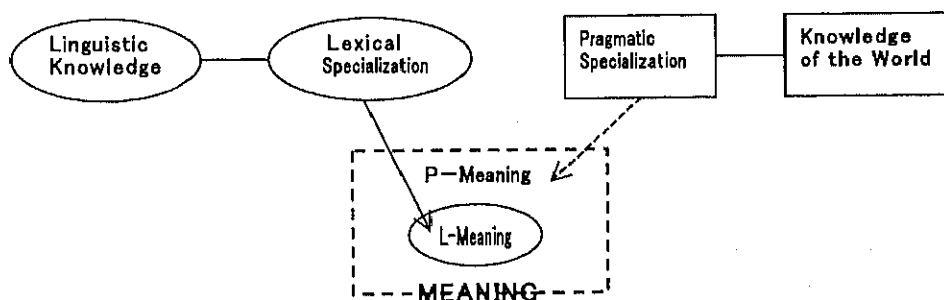 Linguistic
Knowledge
Lexical
Specialization
Pragmatic
Specialization
Knowledge
of the World
P-Meaning
L-Meaning
MEANING